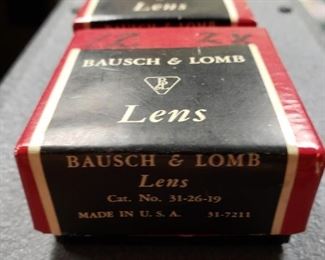 Lens
BAUSCH & LOMB
Lens
BAUSCH & LOMB
Lens
Cat. No. 31-26-19
MADE IN U. S. A. 31-7211